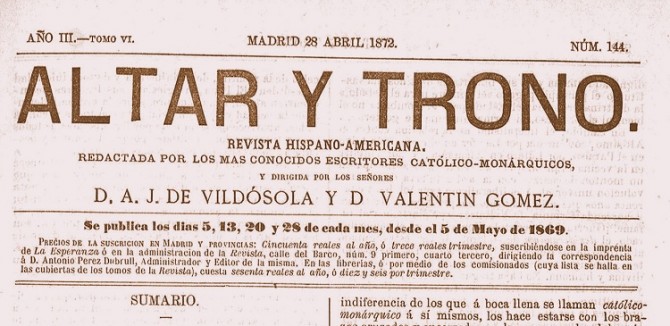 AÑO III.—TOMO VI. MADRID 28 ABRIL 1872. NÚM. 144.
ALTAR Y TRONO.
REVISTA HISPANO-AMERICANA.
REDACTADA POR LOS MAS CONOCIDOS ESCRITORES CATÓLICO-MONÁRQUICOS,
Y DIRIGIDA POR LOS SEÑORES
D. A. J. DE VILDÓSOLA Y D VALENTIN GOMEZ.
Se publica los dias 5, 13, 20 y 28 de cada mes, desde el 5 de Mayo de 1869.
PRECIOS DE LA SUSCRICION EN MADRID Y PROVINCIAS: Cincuenta reales al año, ó trece reales trimestre, suscribiéndose en la imprenta
de La Esperanza ó en la administracion de la Revista, calle del Barco, núm. 9 primero, cuarto tercero, dirigiendo la correspondencia
á D. Antonio Perez Dubrull, Administrador y Editor de la misma. En las librerías, ó por medio de los comisionados (cuya lista se halla en
las cubiertas de los tomos de la Revista), cuesta sesenta reales al año, ó diez y seis por trimestre.
SUMARIO.
indiferencia de los que á boca llena se llaman católico-
monárquico á sí mismos, los hace estarse con los bra-